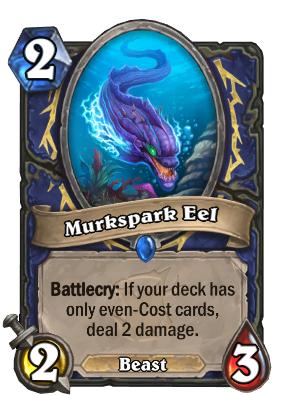 2
Murkspark Eel
Battlecry: If your deck has
only even-Cost cards,
deal 2 damage.
2
Beast
3